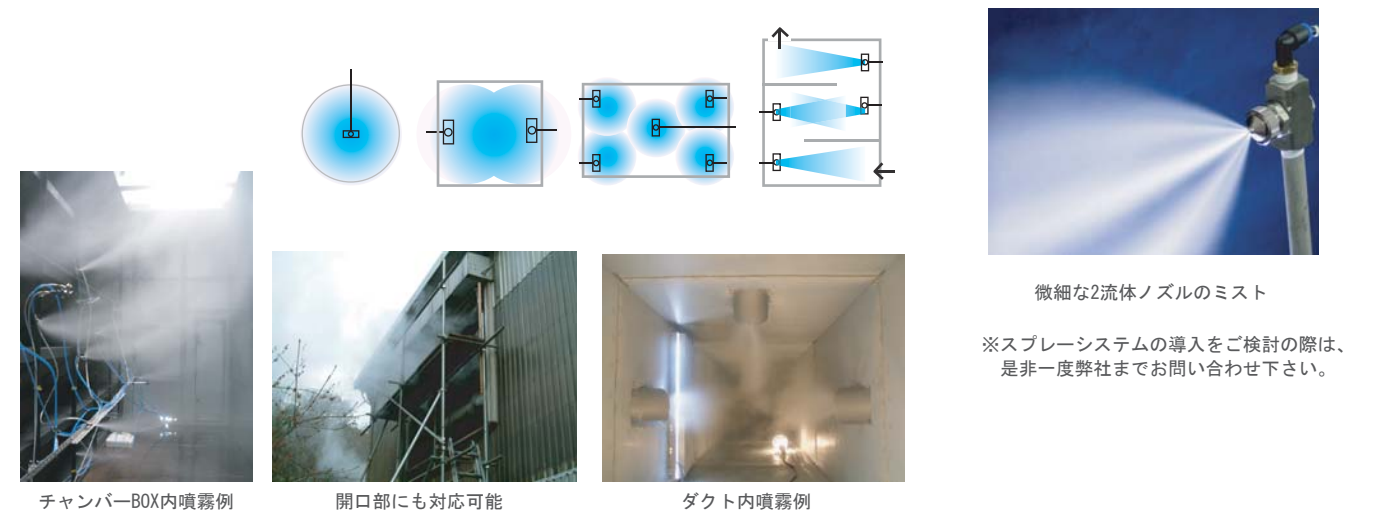 微細な2流体ノズルのミスト
※スプレーシステムの導入をご検討の際は、
是非一度弊社までお問い合わせ下さい。
チャンバーBOX内噴霧例
開口部にも対応可能
ダクト内噴霧例